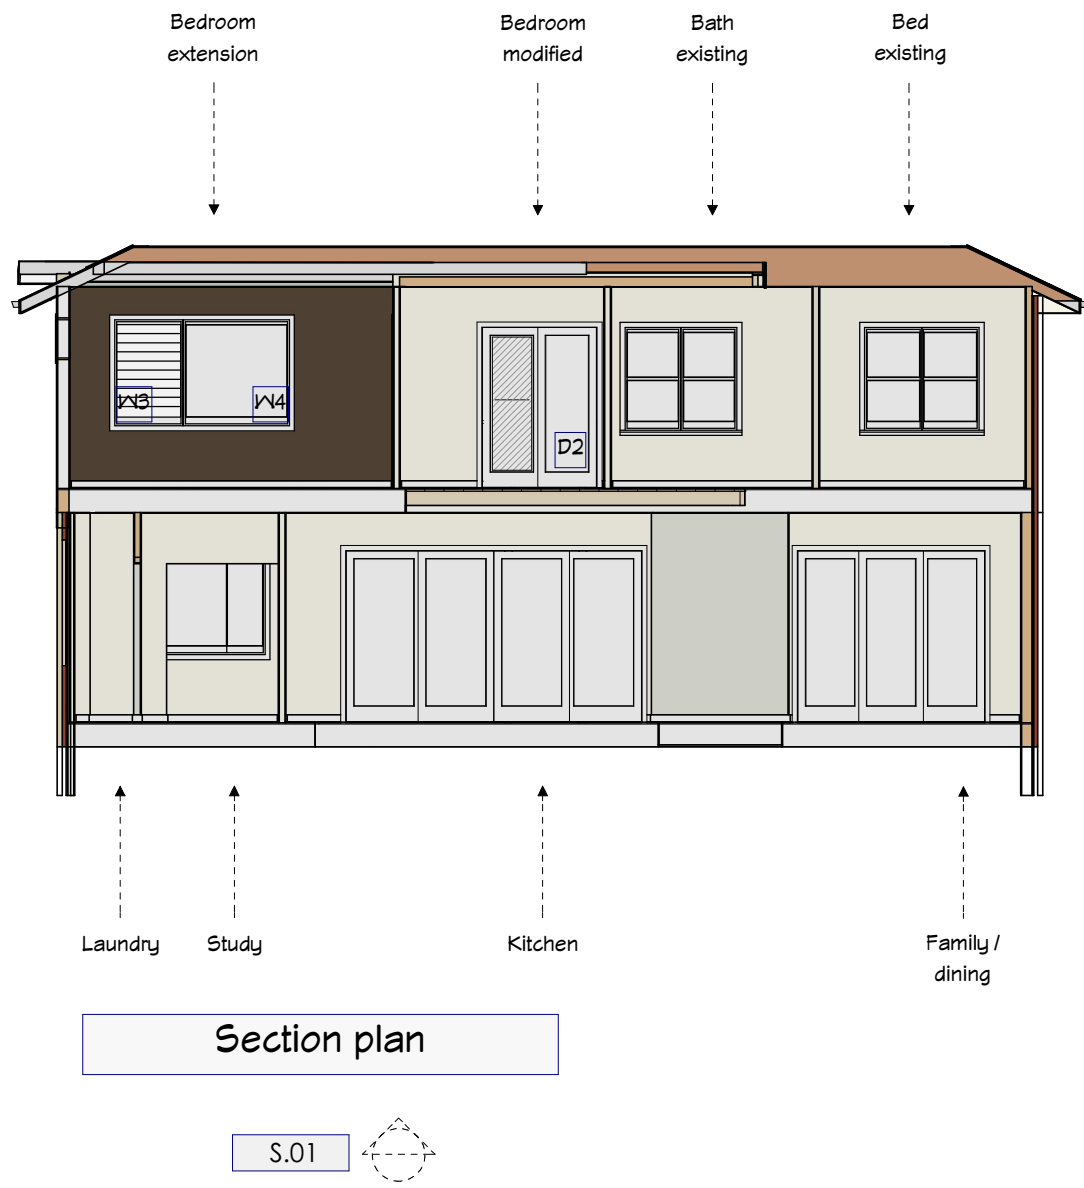 Bedroom
extension
Bedroom
modified
Bath
existing
Bed
existing
W3
W4
D2
Laundry
Study
Kitchen
Family /
dining
Section plan
S.01